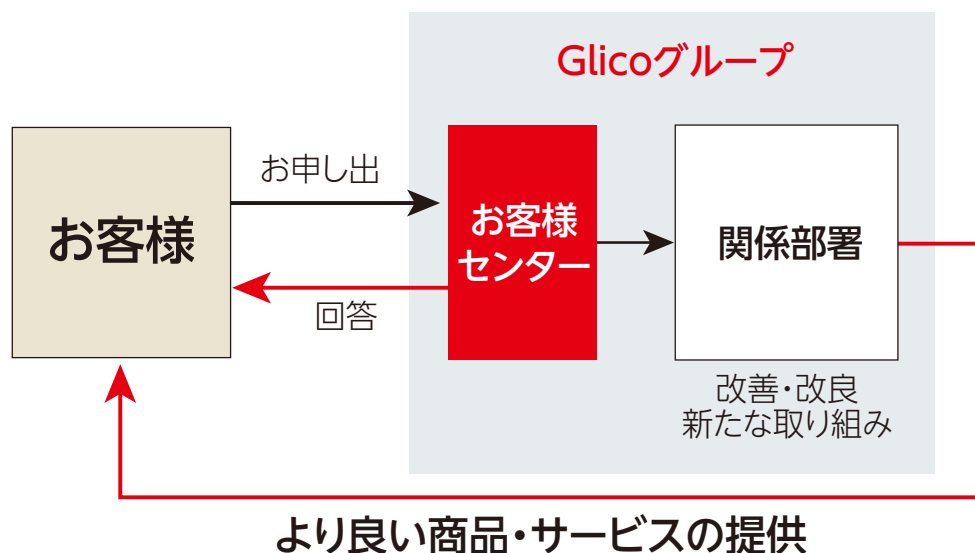 Glicoグループ
お客様
お申し出
回答
お客様
センター
関係部署
改善・改良
新たな取り組み
より良い商品・サービスの提供